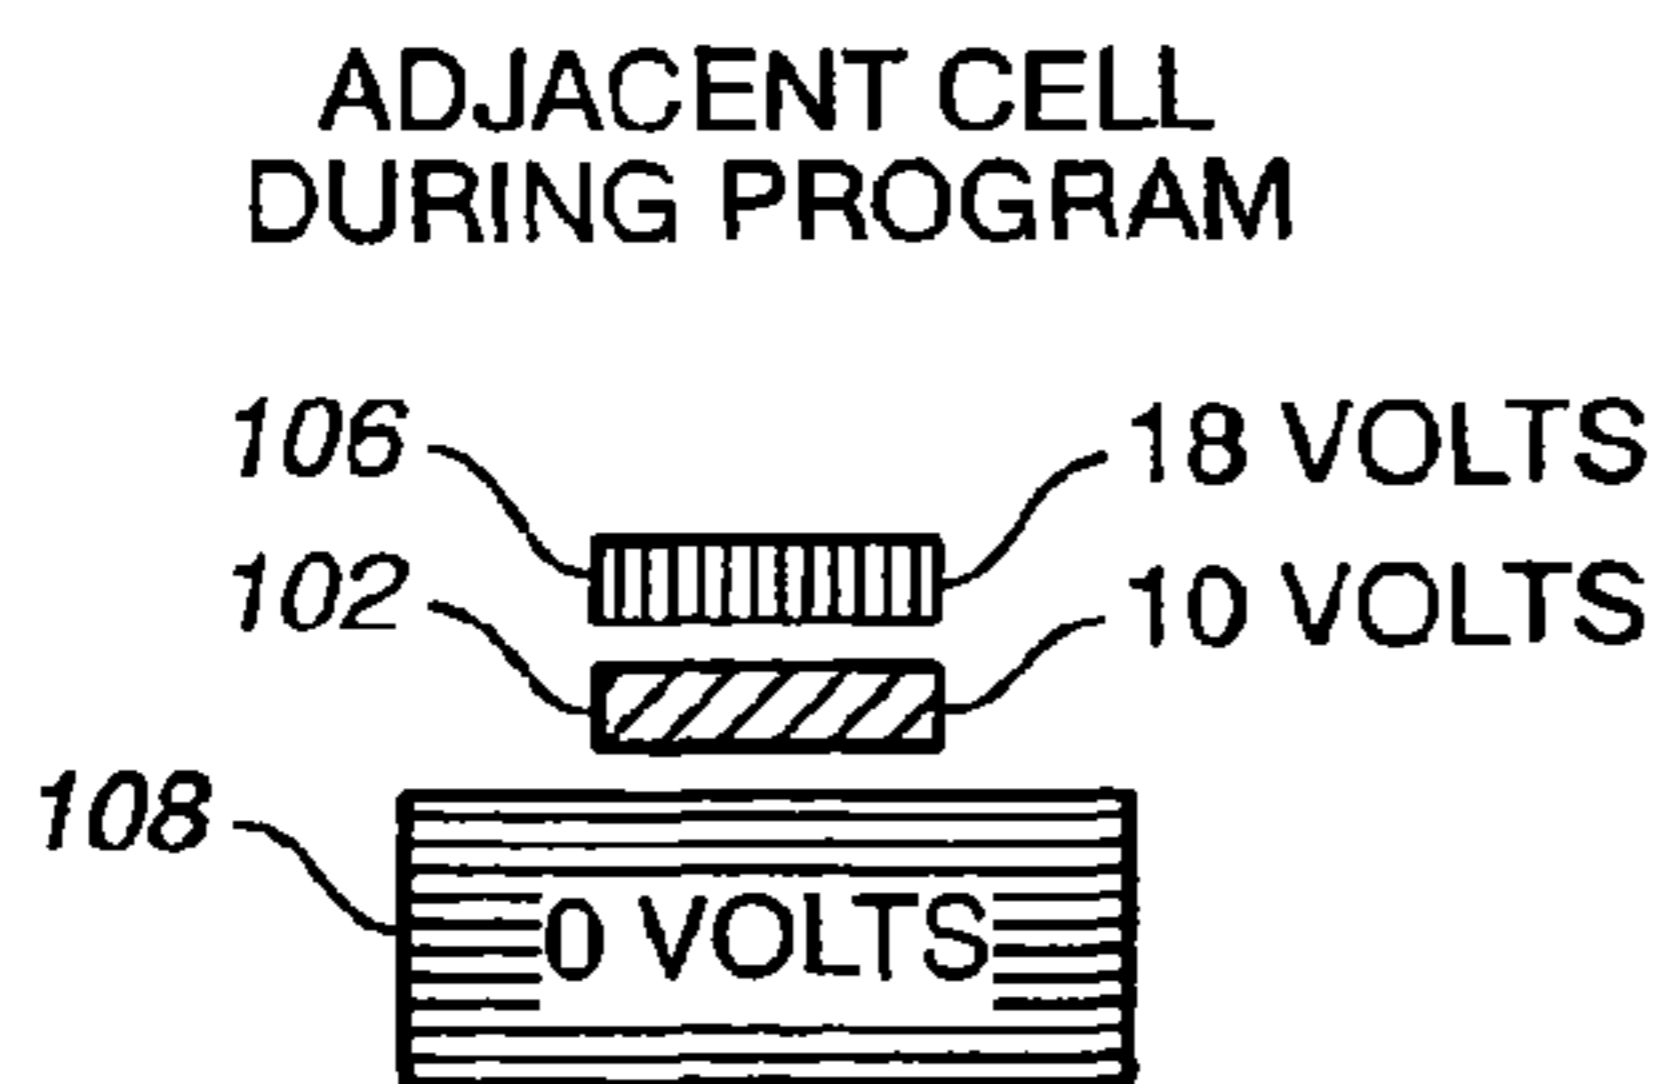 ADJACENT CELL
DURING PROGRAM
106
18 VOLTS
102
10 VOLTS
108
0 VOLTS